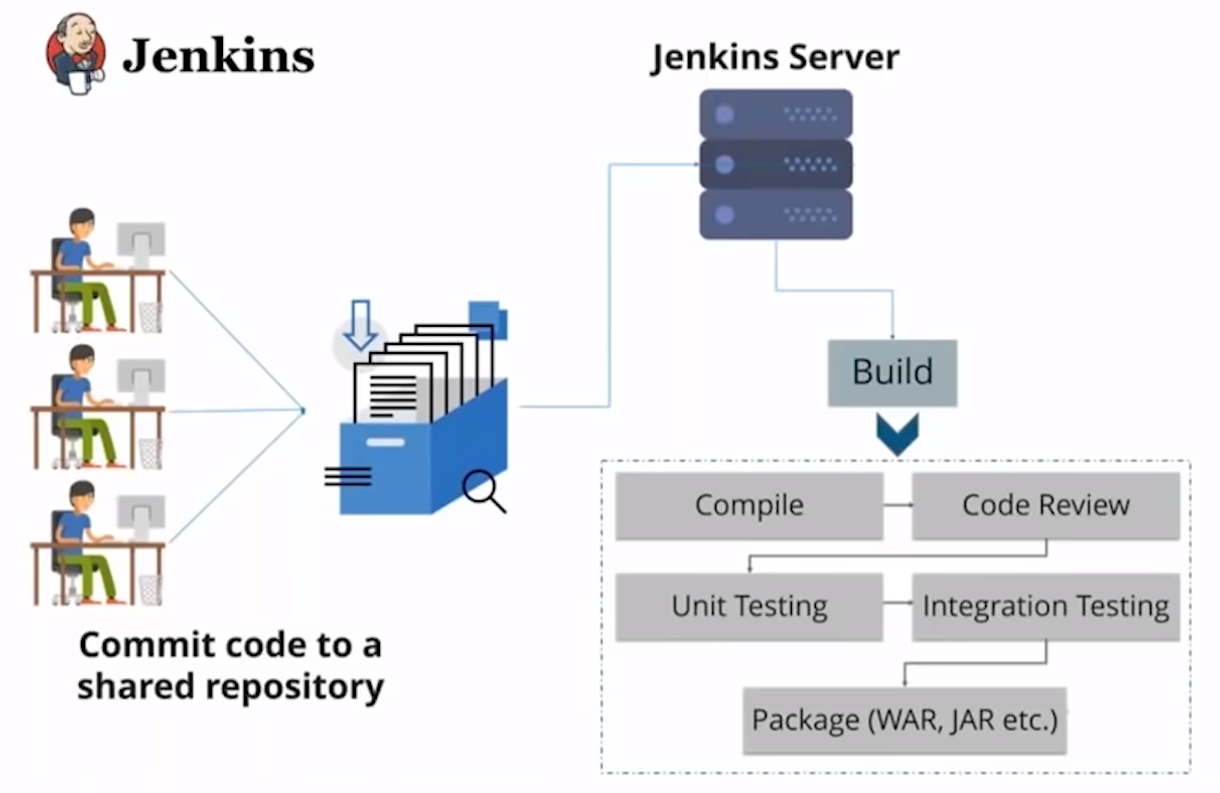 Jenkins
Jenkins Server
Build
Compile
Code Review
Unit Testing
Integration Testing
Package (WAR, JAR etc.)
Commit code to a
shared repository